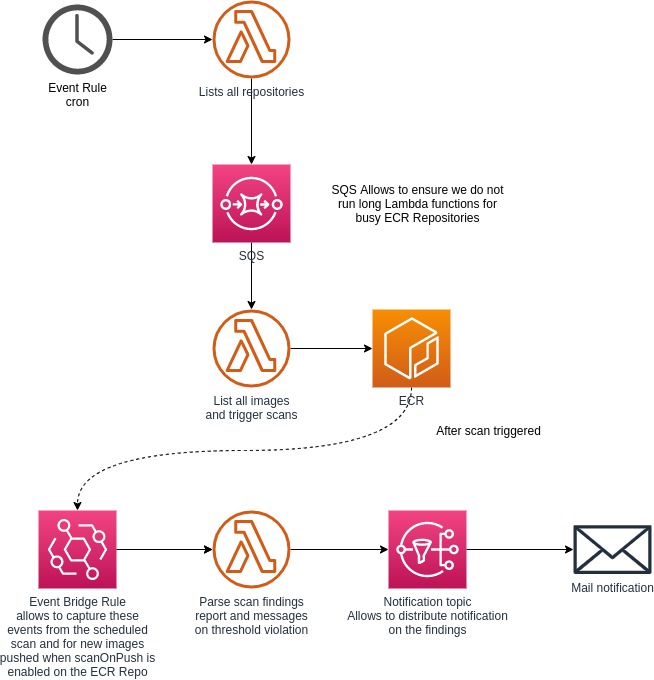 Event Rule
cron
Lists all repositories
SQS Allows to ensure we do not
run long Lambda functions for
busy ECR Repositories
SQS
List all images
and trigger scans
ECR
After scan triggered
Event Bridge Rule
allows to capture these
events from the scheduled
scan and for new images
pushed when scanOnPush is
enabled on the ECR Repo
Parse scan findings
report and messages
on threshold violation
Notification topic
Allows to distribute notification
on the findings
Mail notification